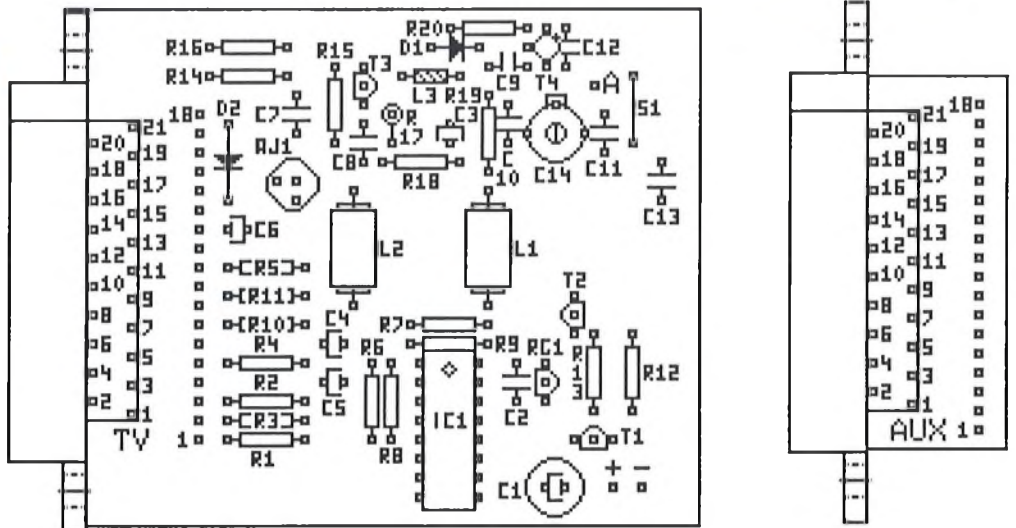 R20
R16
R15
D1
T3
C12
R14
L3
R19
C9
T4
A
S1
D2
18
C7
R
17
C3
AJ1
C8
R18
C
10
C14
C11
C13
21
20
19
18
17
16
15
14
13
12
11
10
9
8
7
6
5
4
3
2
1
TV
1
C6
L2
L1
CR5
R11
R10
R4
R2
CR3
R1
C4
C5
R7
R6
R8
R9
IC1
RC1
C2
T2
R
13
R12
T1
C1
+ -
18
21
20
19
18
17
16
15
14
13
12
11
10
9
8
7
6
5
4
3
2
1
AUX 1